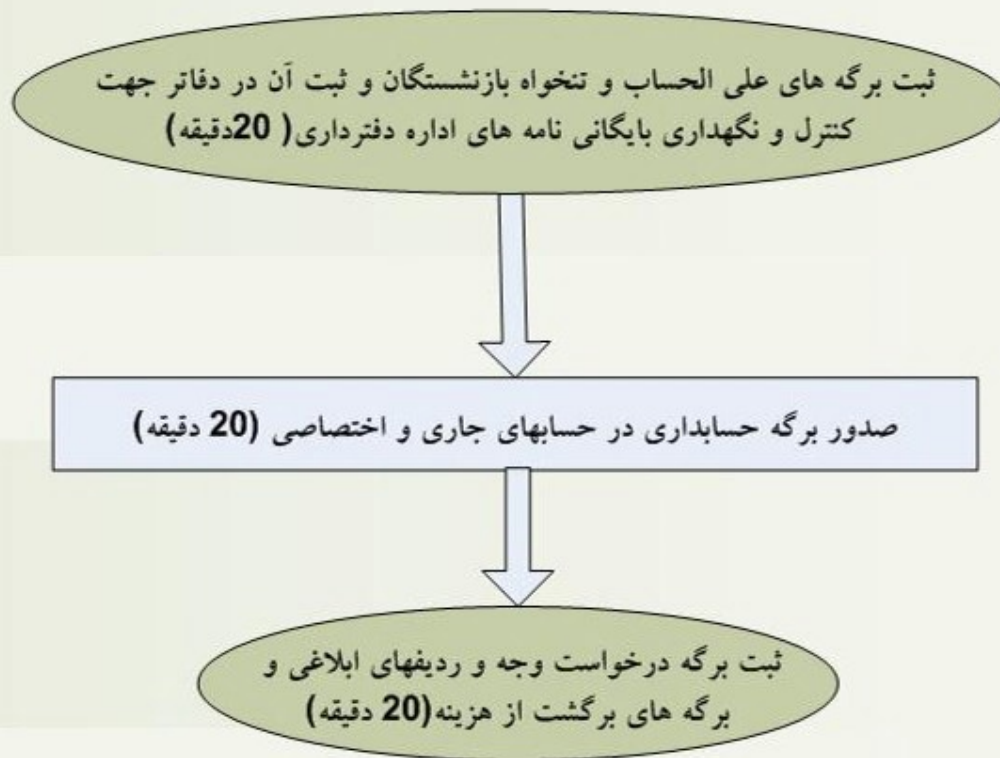 ثبت برگه های علی الحساب و تنخواه بازنشستگان و ثبت آن در دفاتر جهت
کنترل و نگهداری بایگانی نامه های اداره دفترداری( 20دقیقه)
صدور برگه حسابداری در حسابهای جاری و اختصاصی (20 دقیقه)
ثبت برگه درخواست وجه و ردیفهای ابلاغی و
برگه های برگشت از هزینه(20 دقیقه)